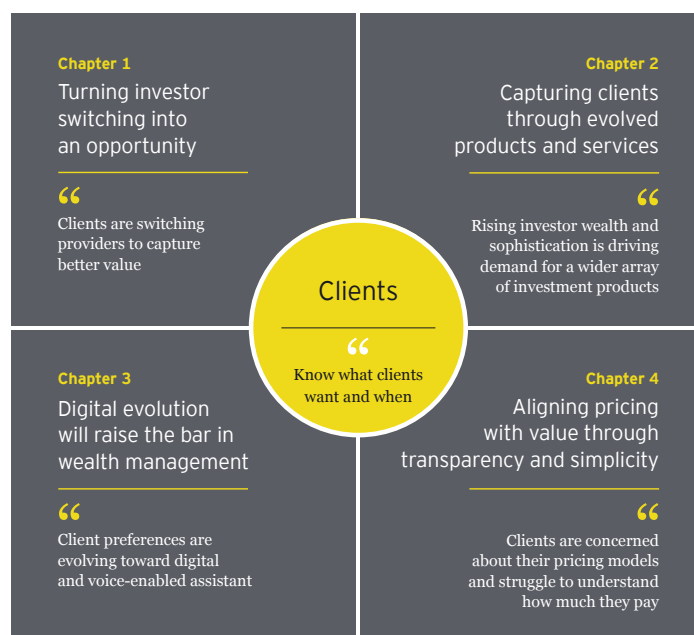 Chapter 1
Turning investor
switching into
an opportunity
“
Clients are switching
providers to capture
better value
Chapter 2
Capturing clients
through evolved
products and services
“
Rising investor wealth and
sophistication is driving
demand for a wider array
of investment products
Clients
“
Know what clients
want and when
Chapter 3
Digital evolution
will raise the bar in
wealth management
“
Client preferences are
evolving toward digital
and voice-enabled assistant
Chapter 4
Aligning pricing
with value through
transparency and simplicity
“
Clients are concerned
about their pricing models
and struggle to understand
how much they pay